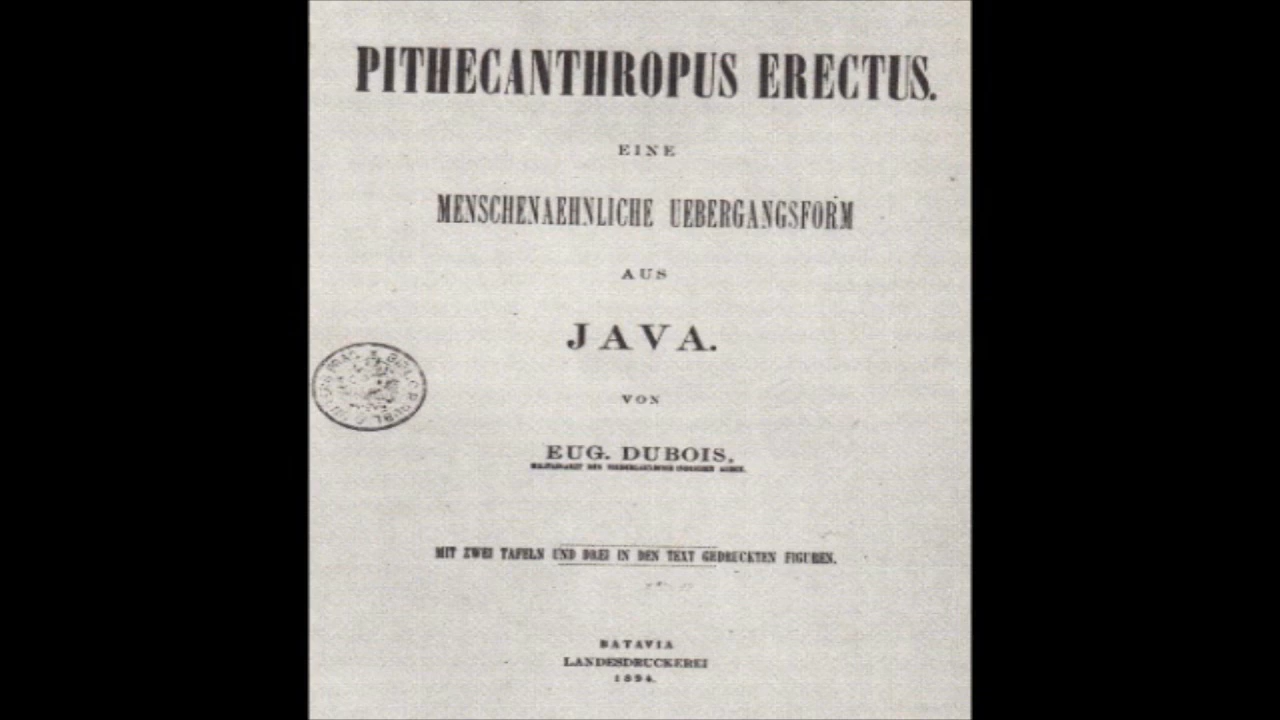 PITHECANTHROPUS ERECTUS.
EINE
MENSCHENAEHNLICHE UEBERGANGSFORM
AUS
JAVA.
VON
EUG. DUBOIS,
MIT ZWEI TAFELN UND DREI IN DEN TEXT GEDRUCKTEN FIGUREN.
BATAVIA
LANDESDRUCKEREI
1894.